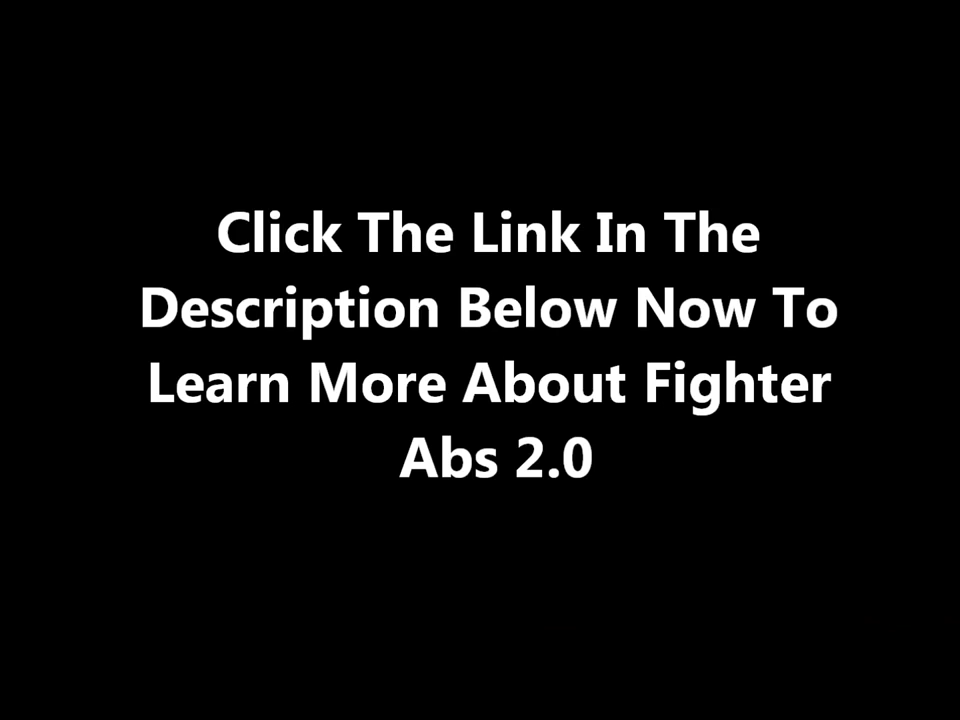 Click The Link In The
Description Below Now To
Learn More About Fighter
Abs 2.0